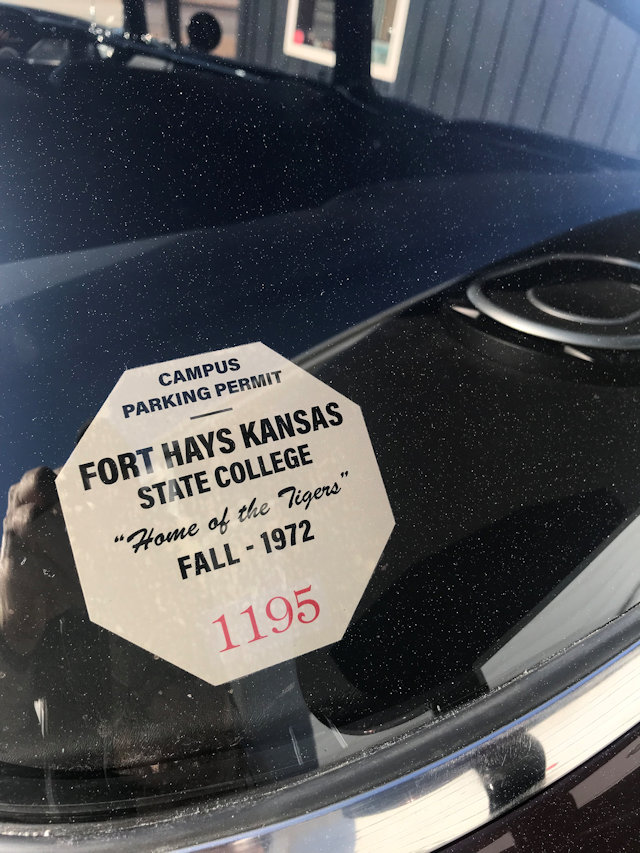 CAMPUS
PARKING PERMIT
FORT HAYS KANSAS
STATE COLLEGE
"Home of the Tigers"
FALL - 1972
1195